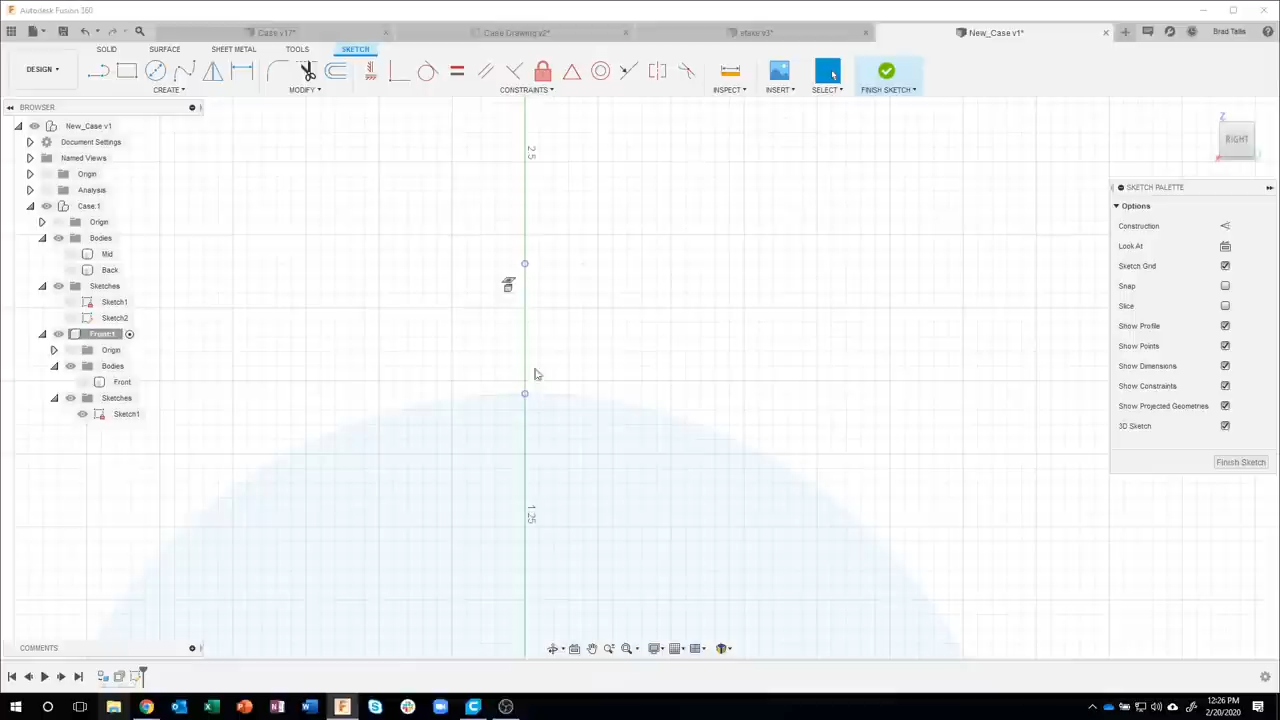 Autodesk Fusion 360
Case v17*
Case Drawing v2*
New_Case v1*
Brad Tallis
DESIGN
SOLID
SURFACE
SHEET METAL
TOOLS
SKETCH
CREATE
MODIFY
CONSTRAINTS
INSPECT
INSERT
SELECT
FINISH SKETCH
BROWSER
New_Case v1
Document Settings
Named Views
Origin
Analysis
Case:1
Origin
Bodies
Mid
Back
Sketches
Sketch1
Sketch2
Front:1
Origin
Bodies
Front
Sketches
Sketch1
2.5
1.25
Z
RIGHT
SKETCH PALETTE
Options
Construction
Look At
Sketch Grid
Snap
Slice
Show Profile
Show Points
Show Dimensions
Show Constraints
Show Projected Geometries
3D Sketch
Finish Sketch
COMMENTS
12:26 PM
2/20/2020